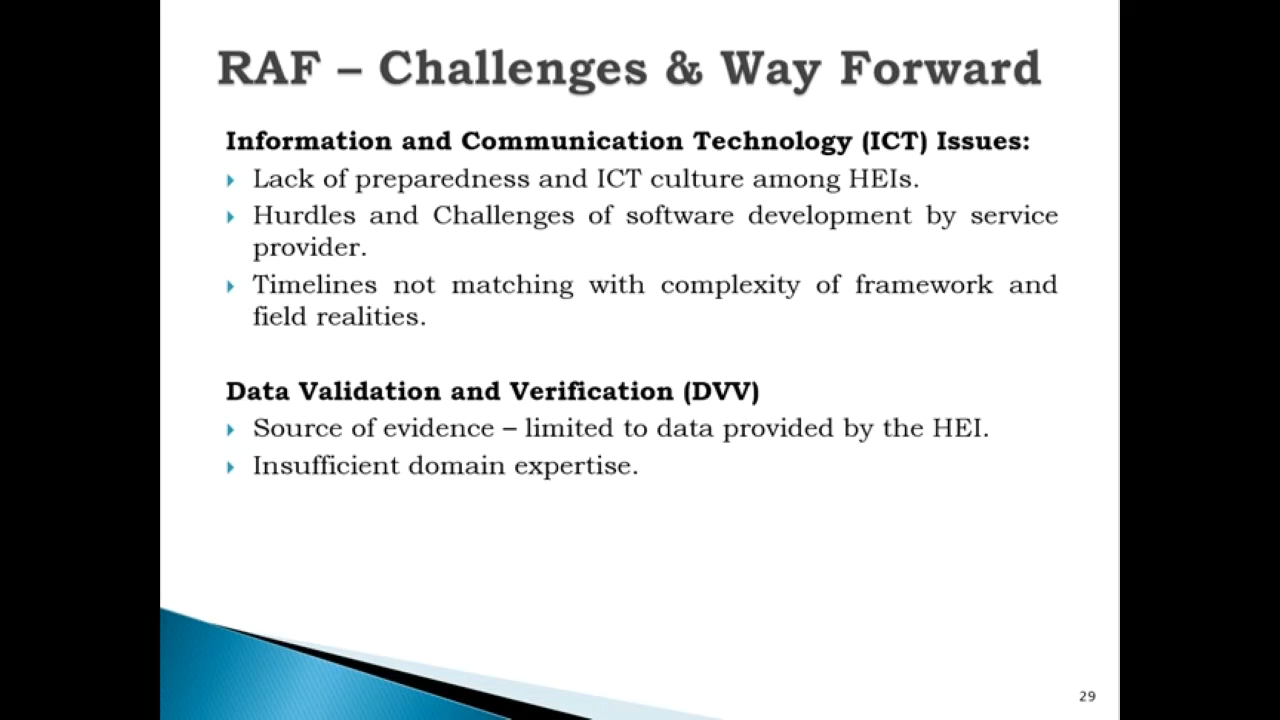 RAF – Challenges & Way Forward
Information and Communication Technology (ICT) Issues:
Lack of preparedness and ICT culture among HEIs.
Hurdles and Challenges of software development by service
provider.
Timelines not matching with complexity of framework and
field realities.
Data Validation and Verification (DVV)
Source of evidence – limited to data provided by the HEI.
Insufficient domain expertise.
29